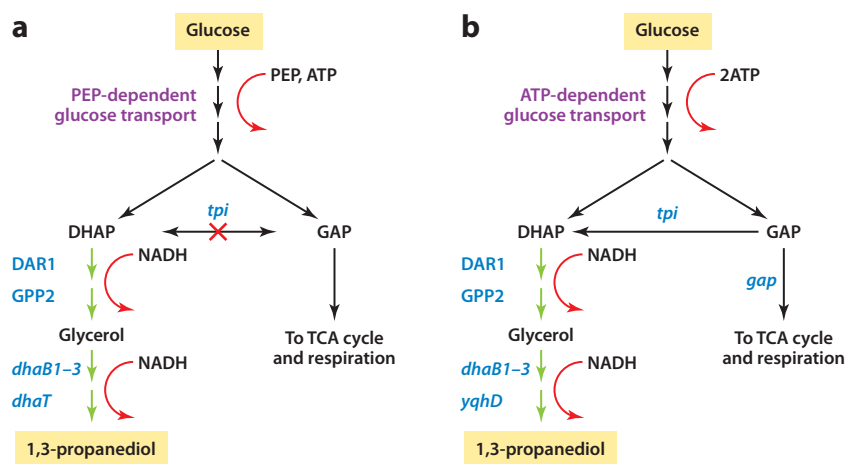 a
Glucose
PEP-dependent
glucose transport
PEP, ATP
tpi
DHAP
GAP
DAR1
NADH
GPP2
Glycerol
To TCA cycle
and respiration
dhaB1–3
NADH
dhaT
1,3-propanediol
b
Glucose
ATP-dependent
glucose transport
2ATP
tpi
DHAP
GAP
DAR1
NADH
gap
GPP2
Glycerol
To TCA cycle
and respiration
dhaB1–3
NADH
yqhD
1,3-propanediol